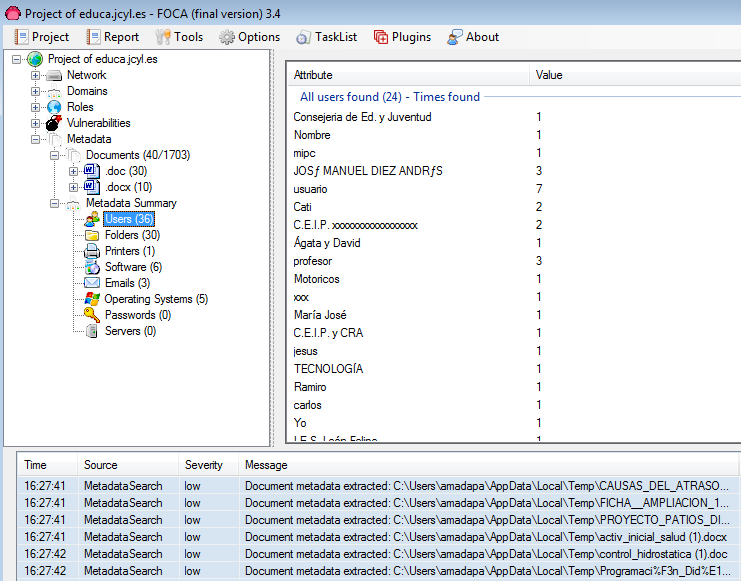 Project of educa.jcyl.es - FOCA (final version) 3.4
Project Report Tools Options TaskList Plugins About
Project of educa.jcyl.es
Network
Domains
Roles
Vulnerabilities
Metadata
Documents (40/1703)
.doc (30)
.docx (10)
Metadata Summary
Users (36)
Folders (30)
Printers (1)
Software (6)
Emails (3)
Operating Systems (5)
Passwords (0)
Servers (0)
Attribute Value
All users found (24) - Times found
Consejeria de Ed. y Juventud 1
Nombre 1
mipc 1
JOSƒ MANUEL DIEZ ANDRƒS 3
usuario 7
Cati 2
C.E.I.P. xxxxxxxxxxxxxxxx 2
Ágata y David 1
profesor 3
Motoricos 1
xxx 1
María José 1
C.E.I.P. y CRA 1
jesus 1
TECNOLOGÍA 1
Ramiro 1
carlos 1
Yo 1
I.E.S. León Felipe
Time Source Severity Message
16:27:41 MetadataSearch low Document metadata extracted: C:\Users\amadapa\AppData\Local\Temp\CAUSAS_DEL_ATRASO...
16:27:41 MetadataSearch low Document metadata extracted: C:\Users\amadapa\AppData\Local\Temp\FICHA__AMPLIACION_1...
16:27:41 MetadataSearch low Document metadata extracted: C:\Users\amadapa\AppData\Local\Temp\PROYECTO_PATIOS_DI...
16:27:41 MetadataSearch low Document metadata extracted: C:\Users\amadapa\AppData\Local\Temp\activ_inicial_salud (1).docx
16:27:42 MetadataSearch low Document metadata extracted: C:\Users\amadapa\AppData\Local\Temp\control_hidrostatica (1).doc
16:27:42 MetadataSearch low Document metadata extracted: C:\Users\amadapa\AppData\Local\Temp\Programaci%F3n_Did%E1...